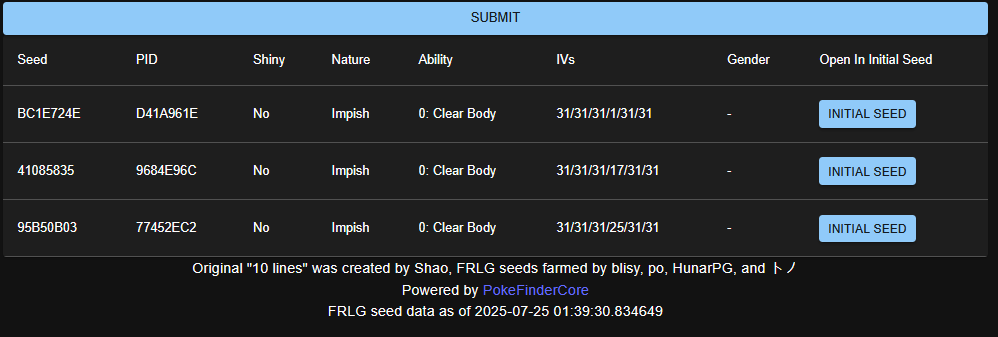 SUBMIT
Seed PID Shiny Nature Ability IVs Gender Open In Initial Seed
BC1E724E D41A961E No Impish 0: Clear Body 31/31/31/1/31/31 - INITIAL SEED
41085835 9684E96C No Impish 0: Clear Body 31/31/31/17/31/31 - INITIAL SEED
95B50B03 77452EC2 No Impish 0: Clear Body 31/31/31/25/31/31 - INITIAL SEED
Original "10 lines" was created by Shao, FRLG seeds farmed by blisy, po, HunarPG, and トノ
Powered by PokeFinderCore
FRLG seed data as of 2025-07-25 01:39:30.834649